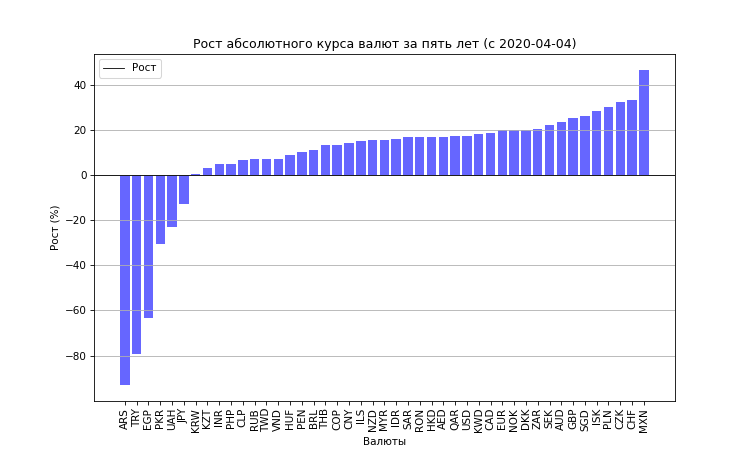 Рост абсолютного курса валют за пять лет (с 2020-04-04)
Рост
40
20
0
−20
−40
−60
−80
Рост (%)
ARS TRY EGP PKR UAH JPY KRW KZT INR PHP CLP RUB TWD VND HUF PEN BRL THB COP CNY ILS NZD MYR IDR SAR RON HKD AED QAR USD KWD CAD EUR NOK DKK ZAR SEK AUD GBP SGD ISK PLN CZK CHF MXN
Валюты